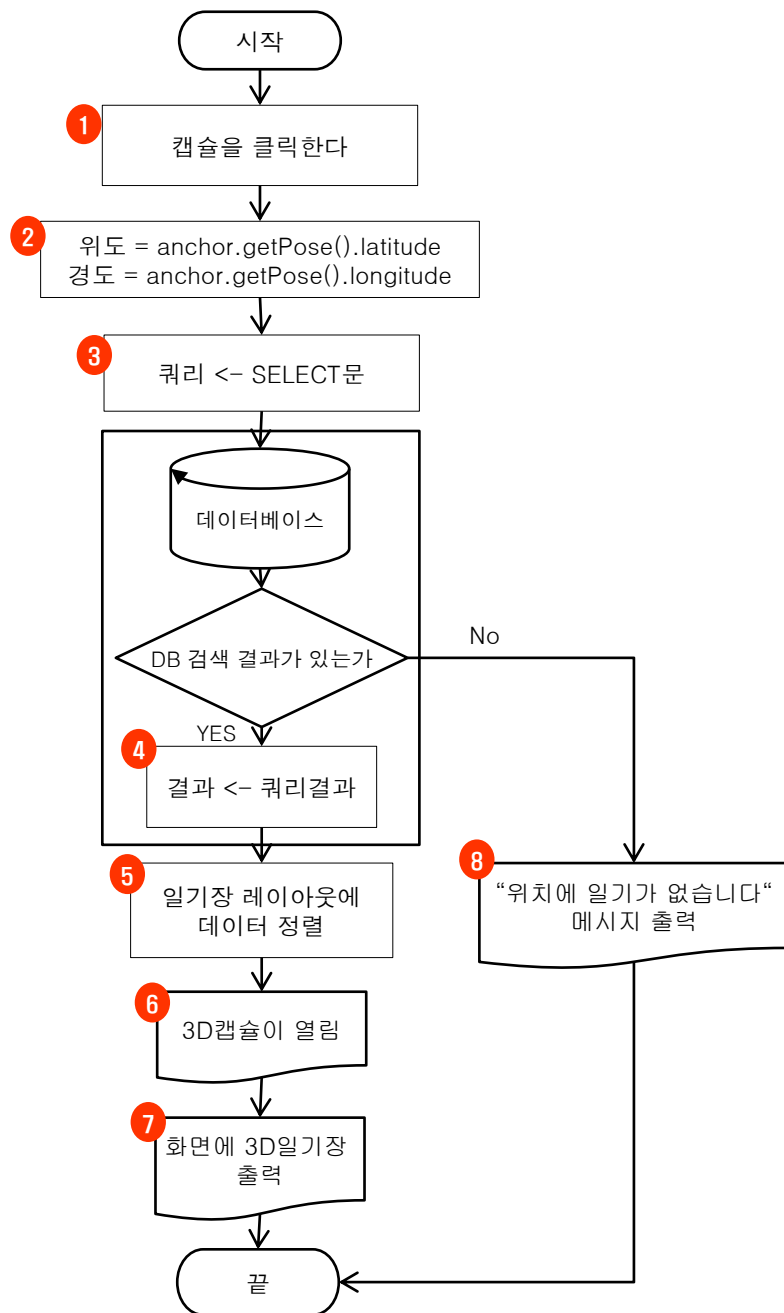 시작
1
캡슐을 클릭한다
2
위도 = anchor.getPose().latitude
경도 = anchor.getPose().longitude
3
쿼리 <- SELECT문
데이터베이스
DB 검색 결과가 있는가
No
YES
4
결과 <- 쿼리결과
5
일기장 레이아웃에
데이터 정렬
8
“위치에 일기가 없습니다“
메시지 출력
6
3D캡슐이 열림
7
화면에 3D일기장
출력
끝